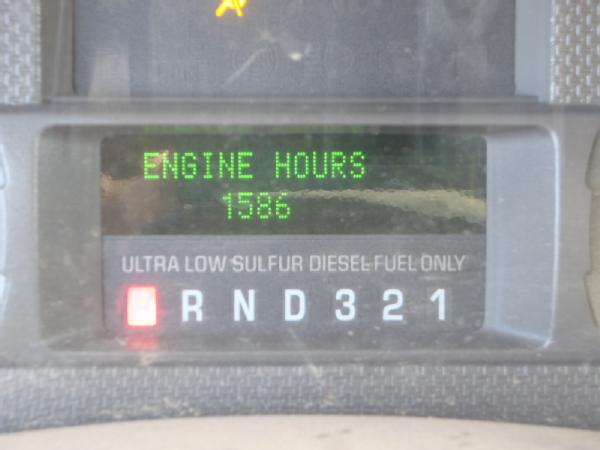 ENGINE HOURS
1586
ULTRA LOW SULFUR DIESEL FUEL ONLY
P R N D 3 2 1